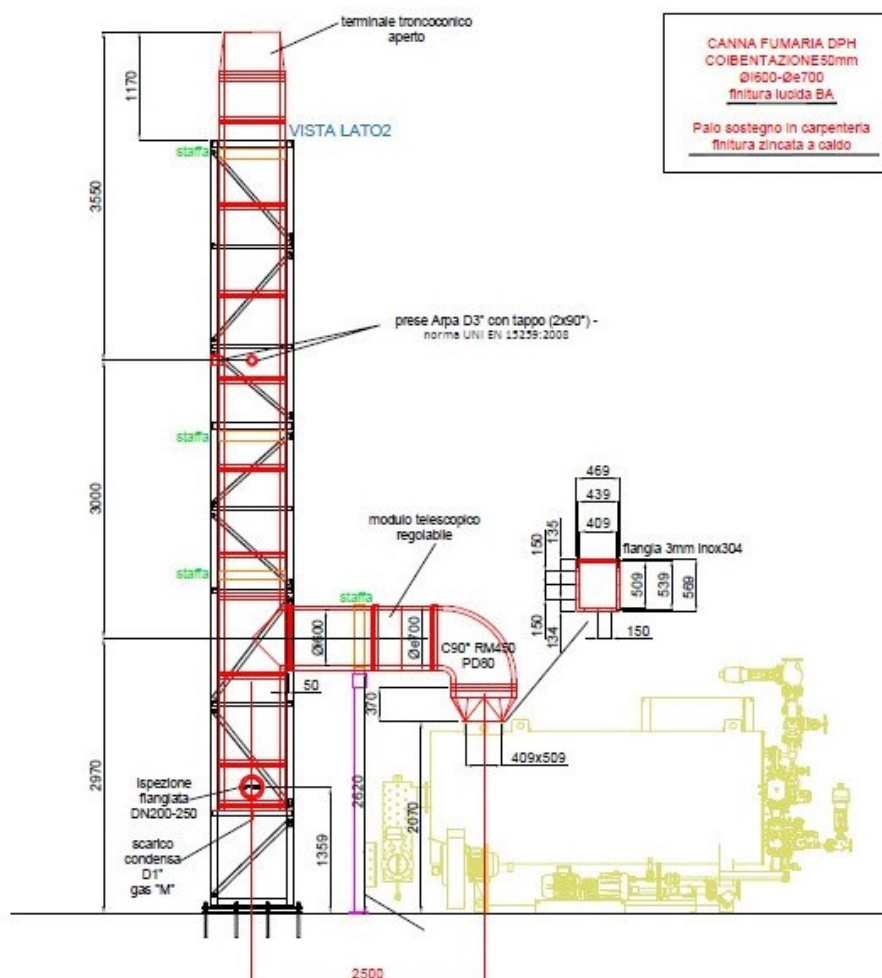 terminale troncoconico
aperto
CANNA FUMARIA DPH
COIBENTAZIONE50mm
Øi600-Øe700
finitura lucida BA
Palo sostegno in carpenteria
finitura zincata a caldo
1170
VISTA LATO2
staffa
3550
prese Arpa D3" con tappo (2x90°) -
norma UNI EN 15259:2008
staffa
3000
469
439
409
modulo telescopico
regolabile
135
150
flangia 3mm inox304
staffa
509
539
569
staffa
150
134
150
Øi600
Øe700
C90° RM450
PD80
50
370
409x509
2970
ispezione
flangiata
DN200-250
2620
2070
1359
scarico
condensa
D1"
gas "M"
2500